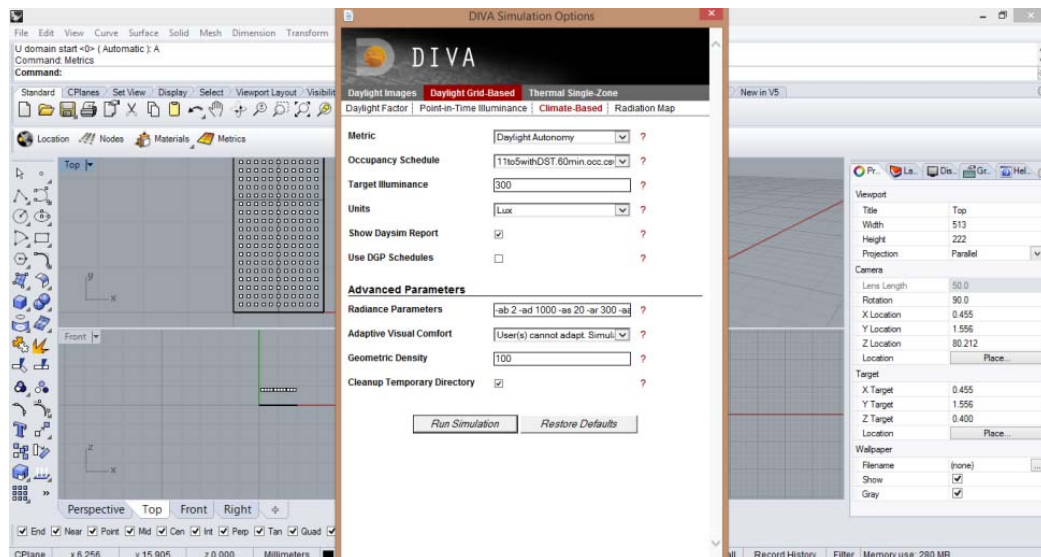 DIVA Simulation Options
File Edit View Curve Surface Solid Mesh Dimension Transform
U domain start <0> ( Automatic ): A
Command: Metrics
Command:
Standard CPlanes Set View Display Select Viewport Layout New in V5
Location Nodes Materials Metrics
DIVA
Daylight Images Daylight Grid-Based Thermal Single-Zone
Daylight Factor Point-in-Time Illuminance Climate-Based Radiation Map
Metric Daylight Autonomy ?
Occupancy Schedule 11to5withDST.60min.occ.cs ?
Target Illuminance 300 ?
Units Lux ?
Show Daysim Report ?
Use DGP Schedules ?
Advanced Parameters
Radiance Parameters -ab 2 -ad 1000 -as 20 -ar 300 -aa ?
Adaptive Visual Comfort User(s) cannot adapt. Simul ?
Geometric Density 100 ?
Cleanup Temporary Directory ?
Run Simulation Restore Defaults
Top
y
x
Front
z
x
Pr... La... Dis... Gr... Hel...
Viewport
Title Top
Width 513
Height 222
Projection Parallel
Camera
Lens Length 50.0
Rotation 90.0
X Location 0.455
Y Location 1.556
Z Location 80.212
Location Place...
Target
X Target 0.455
Y Target 1.556
Z Target 0.400
Location Place...
Wallpaper
Filename (none) ...
Show
Gray
Perspective Top Front Right
End Near Point Mid Cen Int Perp Tan Quad
CPlane x 6.256 y 15.905 z 0.000 Millimeters Record History Filter Memory use: 280 MB